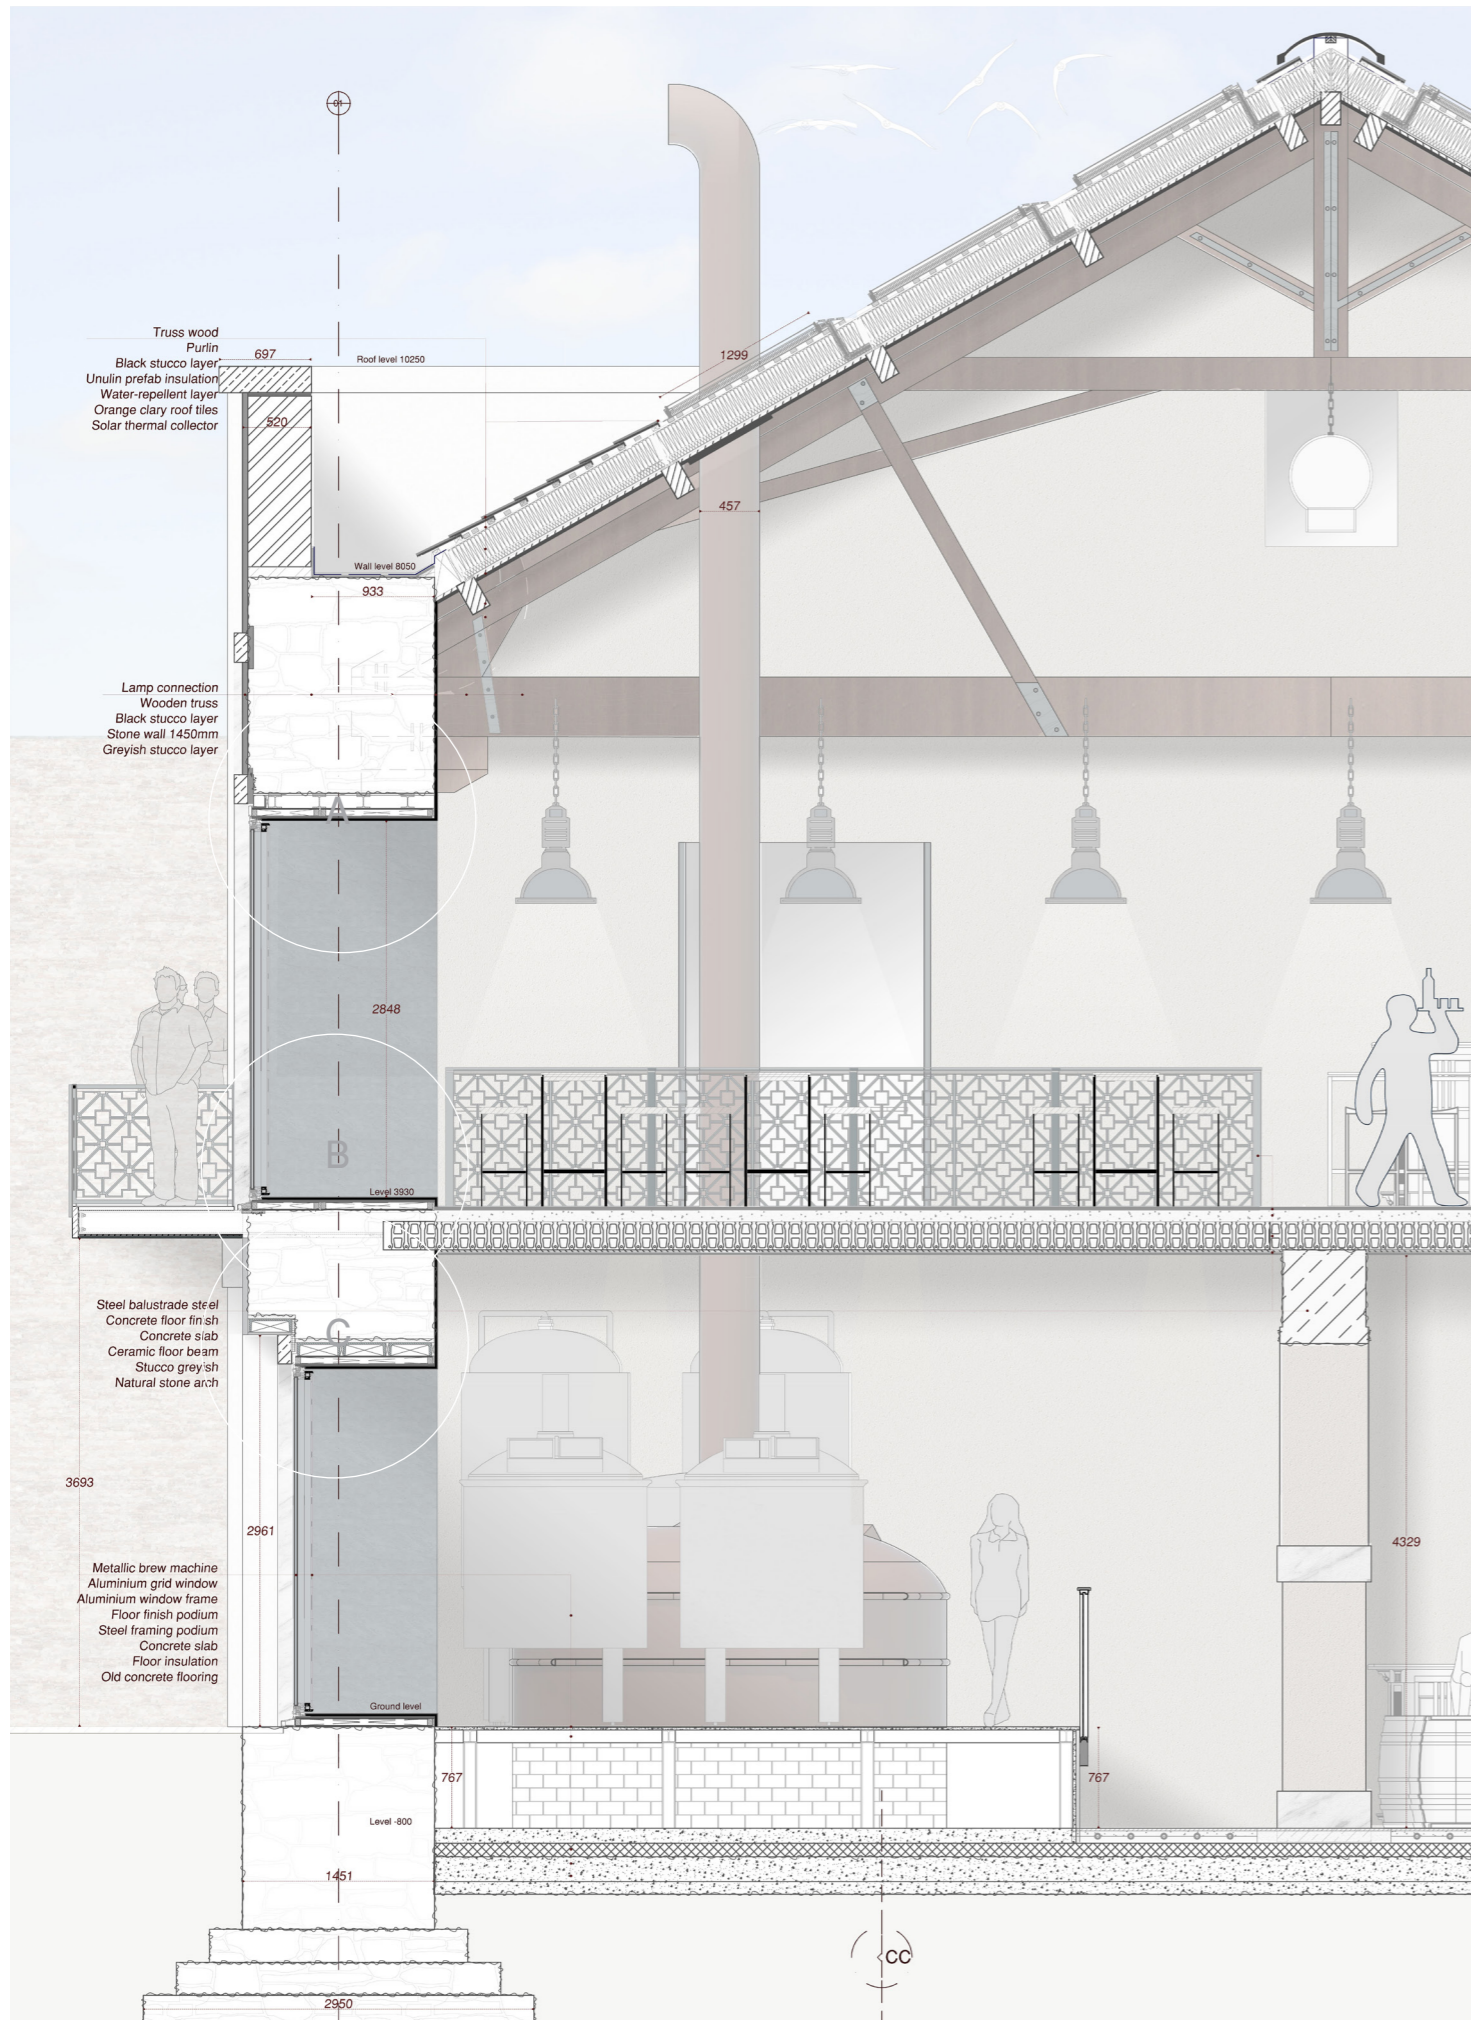 01
Truss wood
Purlin
Black stucco layer
Unulin prefab insulation
Water-repellent layer
Orange clary roof tiles
Solar thermal collector
697
Roof level 10250
1299
520
457
Wall level 8050
933
Lamp connection
Wooden truss
Black stucco layer
Stone wall 1450mm
Greyish stucco layer
A
2848
B
Level 3930
Steel balustrade steel
Concrete floor finish
Concrete slab
Ceramic floor beam
Stucco greyish
Natural stone arch
C
3693
2961
4329
Metallic brew machine
Aluminium grid window
Aluminium window frame
Floor finish podium
Steel framing podium
Concrete slab
Floor insulation
Old concrete flooring
Ground level
767
767
Level -800
1451
CC
2950